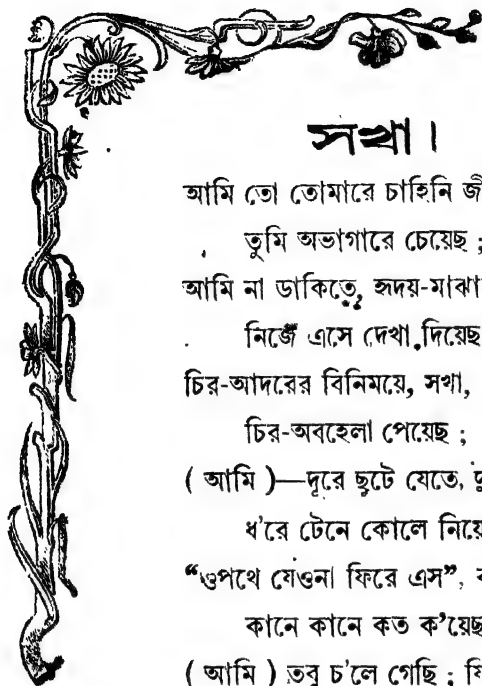 সখা।
আমি তো তোমারে চাহিনি
তুমি অভাগারে চেয়েছ ;
আমি না ডাকিতে, হৃদয়-মাঝা
নিজে এসে দেখা দিয়েছ
চির-আদরের বিনিময়ে, সখা,
চির-অবহেলা পেয়েছ ;
( আমি )—দূরে ছুটে যেতে,
ধ'রে টেনে কোলে নিয়ে
“ওপথে যেওনা ফিরে এস”,
কানে কানে কত ক'য়েছ
( আমি ) তবু চ'লে গেছি ;